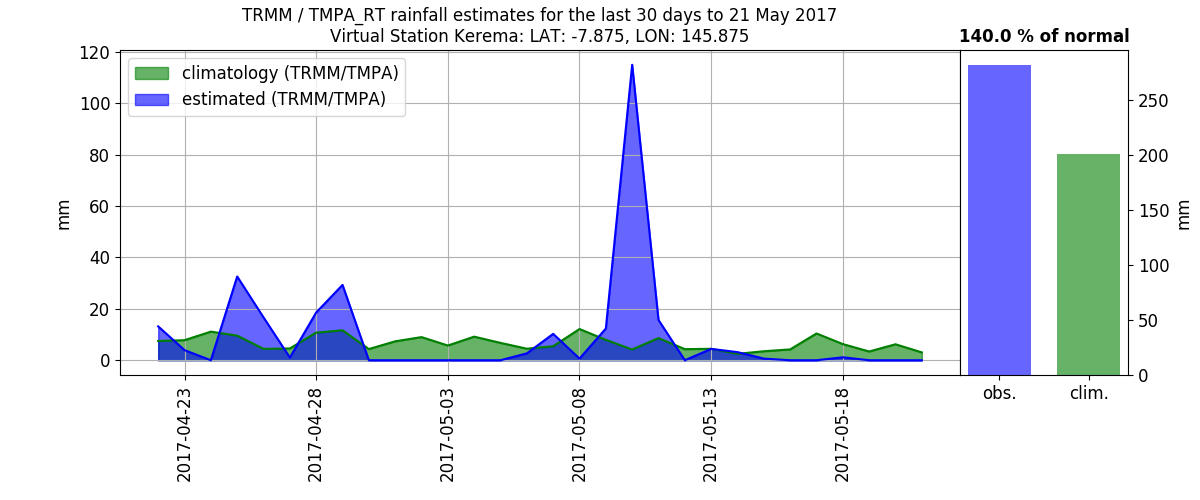 TRMM / TMPA_RT rainfall estimates for the last 30 days to 21 May 2017
Virtual Station Kerema: LAT: -7.875, LON: 145.875
140.0 % of normal
climatology (TRMM/TMPA)
estimated (TRMM/TMPA)
120
100
80
60
40
20
0
mm
2017-04-23
2017-04-28
2017-05-03
2017-05-08
2017-05-13
2017-05-18
250
200
150
100
50
0
mm
obs.
clim.